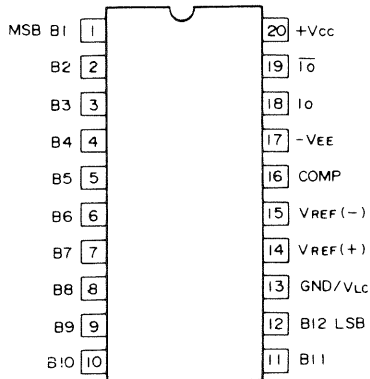 MSB B1 1 20 +VCC
B2 2 19 I̅o̅
B3 3 18 Io
B4 4 17 -VEE
B5 5 16 COMP
B6 6 15 VREF(-)
B7 7 14 VREF(+)
B8 8 13 GND/VLC
B9 9 12 B12 LSB
B10 10 11 B11